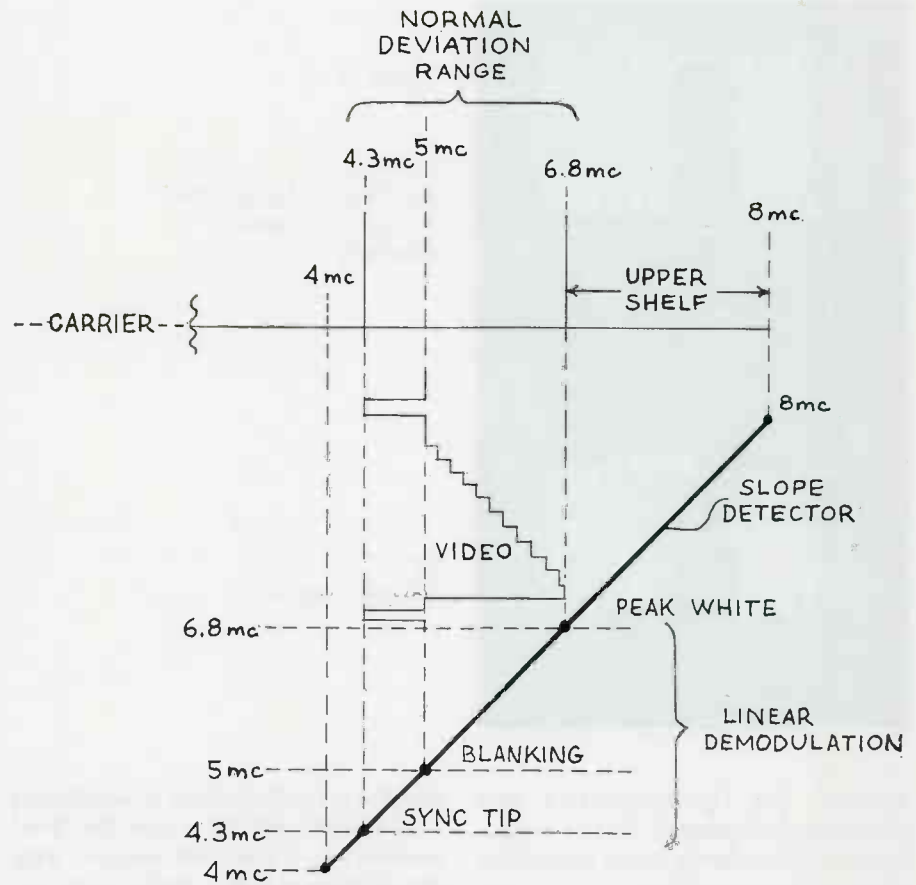 NORMAL
DEVIATION
RANGE
4.3mc
5mc
6.8mc
8mc.
4mc
UPPER
SHELF
--CARRIER--
8mc
SLOPE
DETECTOR
VIDEO
PEAK WHITE
6.8mc
LINEAR
DEMODULATION
BLANKING
5mc
SYNC TIP
4.3mc
4mc